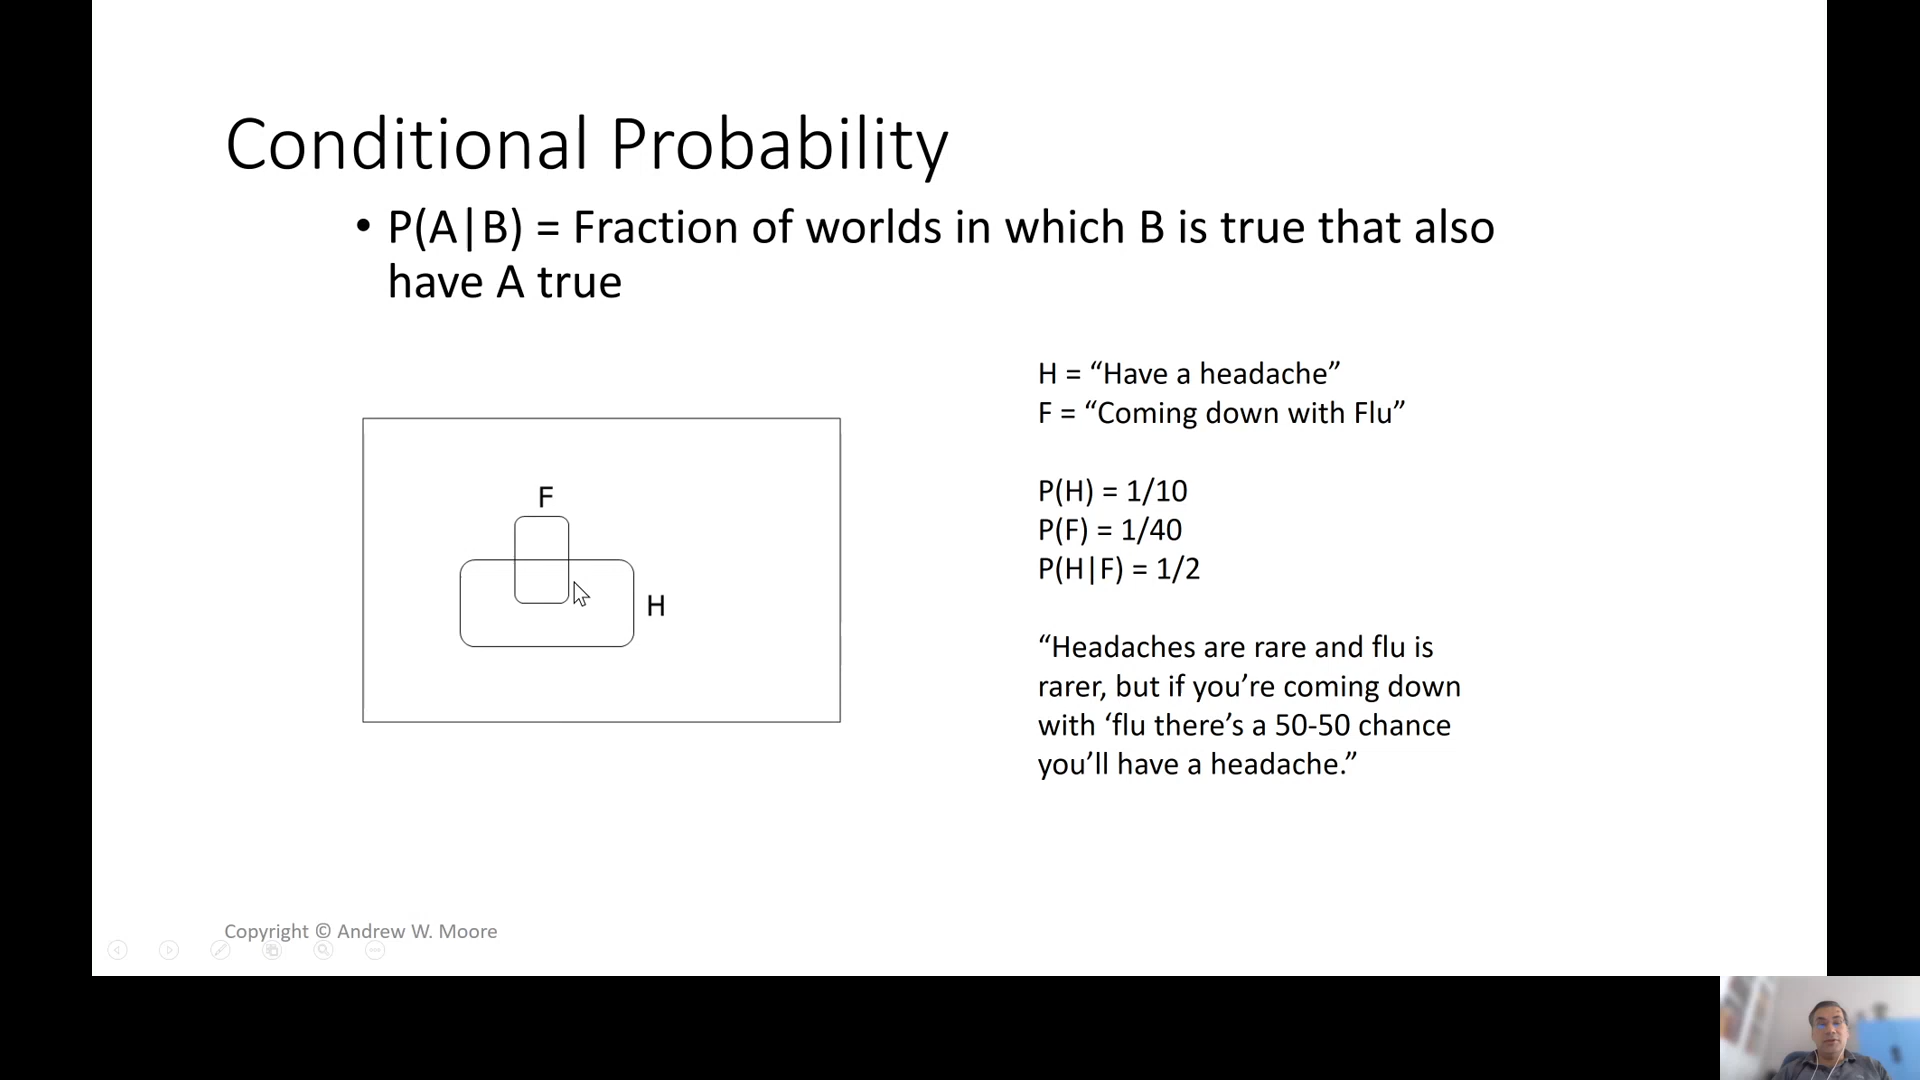 Conditional Probability
• P(A|B) = Fraction of worlds in which B is true that also
have A true
H = “Have a headache”
F = “Coming down with Flu”
P(H) = 1/10
P(F) = 1/40
P(H|F) = 1/2
“Headaches are rare and flu is
rarer, but if you’re coming down
with ‘flu there’s a 50-50 chance
you’ll have a headache.”
F
H
Copyright © Andrew W. Moore